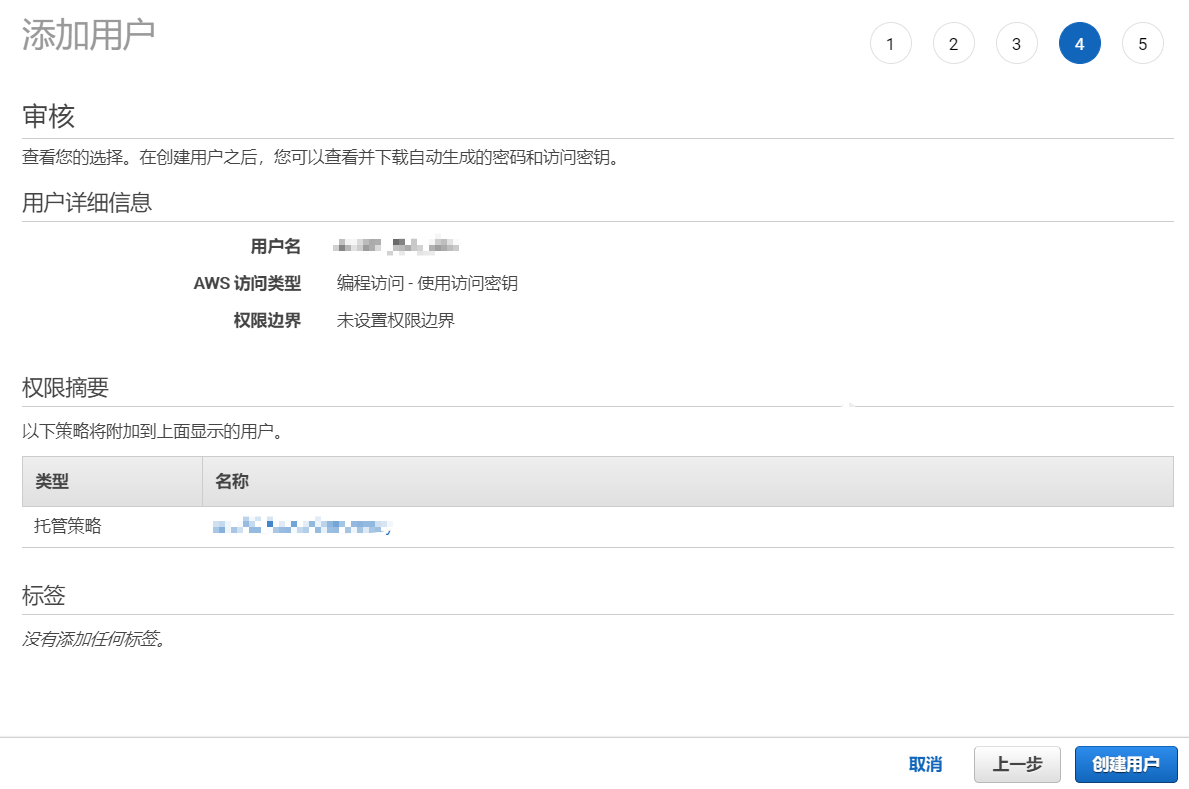 添加用户
1 2 3 4 5
审核
查看您的选择。在创建用户之后，您可以查看并下载自动生成的密码和访问密钥。
用户详细信息
用户名
AWS 访问类型 编程访问 - 使用访问密钥
权限边界 未设置权限边界
权限摘要
以下策略将附加到上面显示的用户。
类型 名称
托管策略
标签
没有添加任何标签。
取消 上一步 创建用户